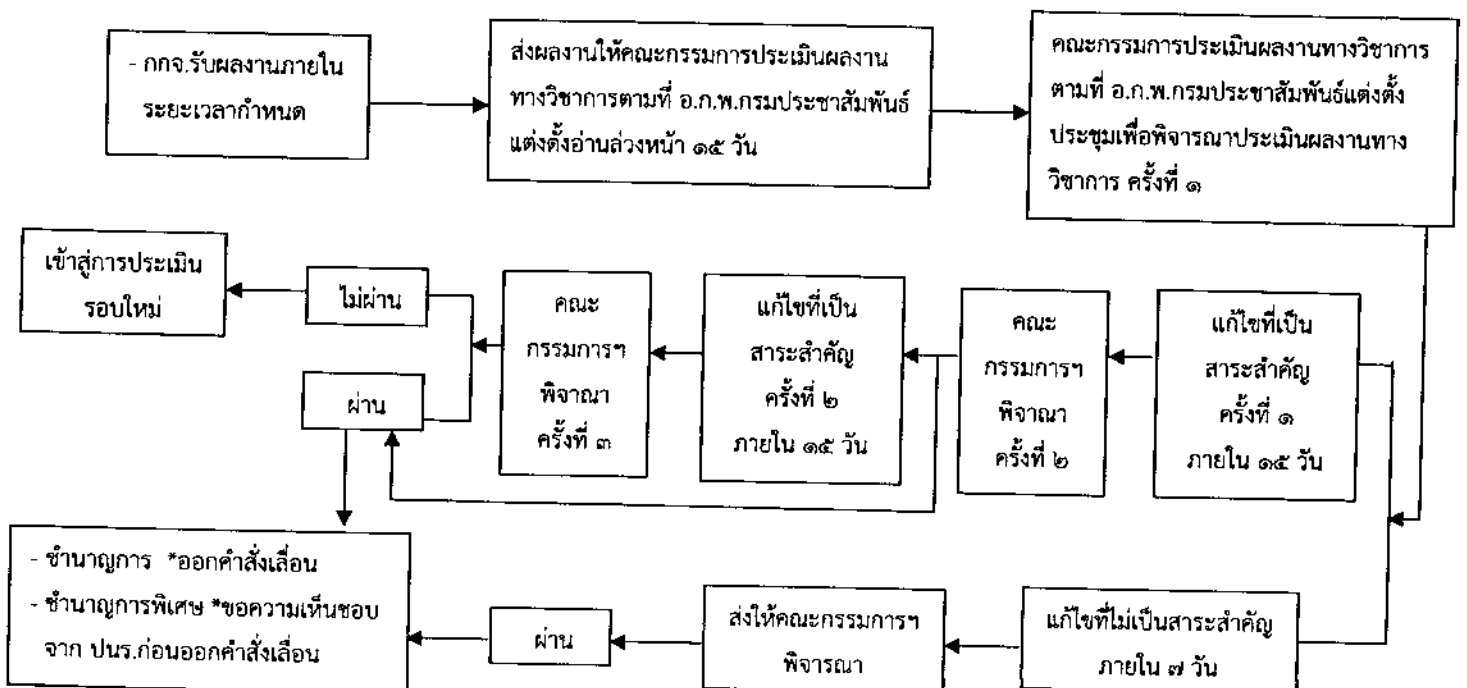 - กกจ.รับผลงานภายใน
ระยะเวลากำหนด
ส่งผลงานให้คณะกรรมการประเมินผลงาน
ทางวิชาการตามที่ อ.ก.พ.กรมประชาสัมพันธ์
แต่งตั้งอ่านล่วงหน้า ๑๕ วัน
คณะกรรมการประเมินผลงานทางวิชาการ
ตามที่ อ.ก.พ.กรมประชาสัมพันธ์แต่งตั้ง
ประชุมเพื่อพิจารณาประเมินผลงานทาง
วิชาการ ครั้งที่ ๑
แก้ไขที่เป็น
สาระสำคัญ
ครั้งที่ ๑
ภายใน ๑๕ วัน
คณะ
กรรมการฯ
พิจาณา
ครั้งที่ ๒
แก้ไขที่เป็น
สาระสำคัญ
ครั้งที่ ๒
ภายใน ๑๕ วัน
คณะ
กรรมการฯ
พิจาณา
ครั้งที่ ๓
ไม่ผ่าน
เข้าสู่การประเมิน
รอบใหม่
ผ่าน
แก้ไขที่ไม่เป็นสาระสำคัญ
ภายใน ๗ วัน
ส่งให้คณะกรรมการฯ
พิจารณา
ผ่าน
- ชำนาญการ *ออกคำสั่งเลื่อน
- ชำนาญการพิเศษ *ขอความเห็นชอบ
จาก ปนร.ก่อนออกคำสั่งเลื่อน